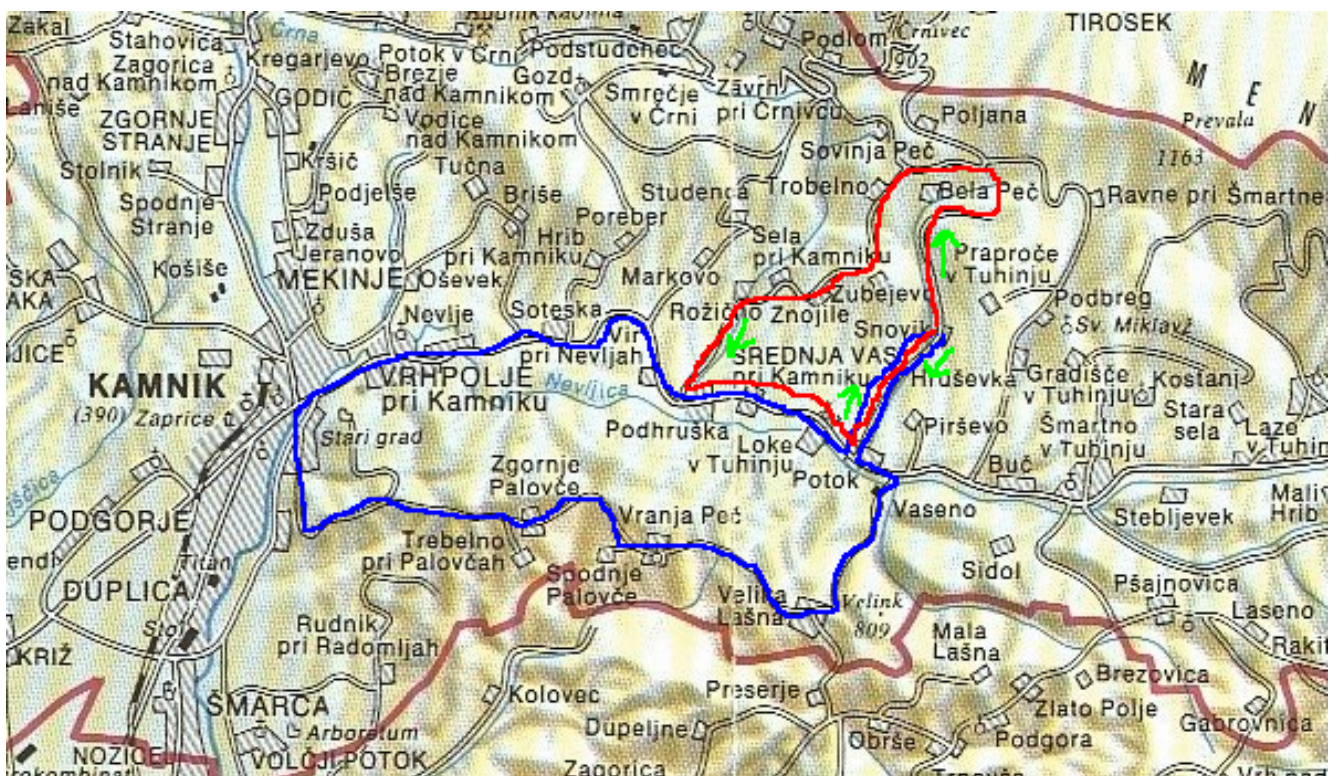 Zakal
Stahovica
Zagorica
nad Kamnikom
Črna
Kregarjevo
Potok v Črni
Brezje
nad Kamnikom
Podstudenec
Gozd
Smrečje
v Črni
Zavrh
pri Črnivcu
Podlom
Črnivec
902
TIROSEK
M E N
Prevala
1163
GODIČ
Vodice
nad Kamnikom
ZGORNJE
STRANJE
Stolnik
Kršič
Tučna
Poljana
Sovinja Peč
Spodnje
Stranje
Podjelše
Briše
Studenca
Trobelno
Bela Peč
Ravne pri Šmartne
Zduša
Jeranovo
Poreber
Hrib
pri Kamniku
Sela
pri Kamniku
Praproče
v Tuhinju
Košiše
MEKINJE
Oševek
Markovo
Zubejevo
Podbreg
Nevlje
Soteska
Rožično
Znojile
Snovik
Sv. Miklavž
Vir
pri Nevljah
SREDNJA VAS
pri Kamniku
Hruševka
Gradišče
v Tuhinju
Kostanj
KAMNIK
(390)
Zaprice
VRHPOLJE
pri Kamniku
Nevljica
Stari grad
Podhruška
Loke
v Tuhinju
Pirševo
Šmartno
v Tuhinju
Stara
sela
Laze
v Tuhin
Zgornje
Palovče
Potok
Buč
PODGORJE
Vranja Peč
Vaseno
Stebljevek
Mali
Hrib
Trebelno
pri Palovčah
Titan
DUPLICA
Spodnje
Palovče
Velika
Lašna
Velink
809
Sidol
Pšajnovica
Laseno
Stol
Rudnik
pri Radomljah
Mala
Lašna
Rakit
KRIŽ
Kolovec
Preserje
Brezovica
ŠMARCA
Zlato Polje
Gabrovnica
Arboretum
Dupeljne
Obrše
Podgora
NOŽICE
VOLČJI POTOK
Zagorica